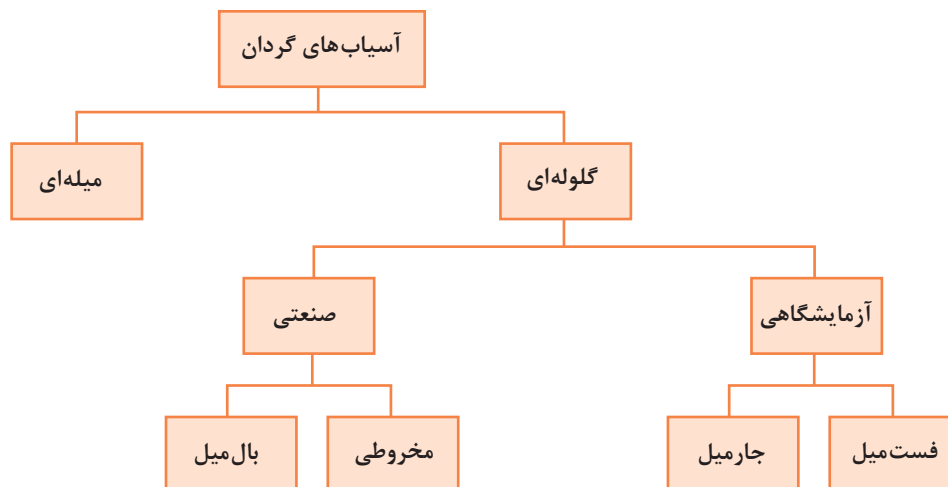 آسیاب‌های گردان
گلوله‌ای
میله‌ای
آزمایشگاهی
صنعتی
فست‌میل
جارمیل
مخروطی
بال‌میل